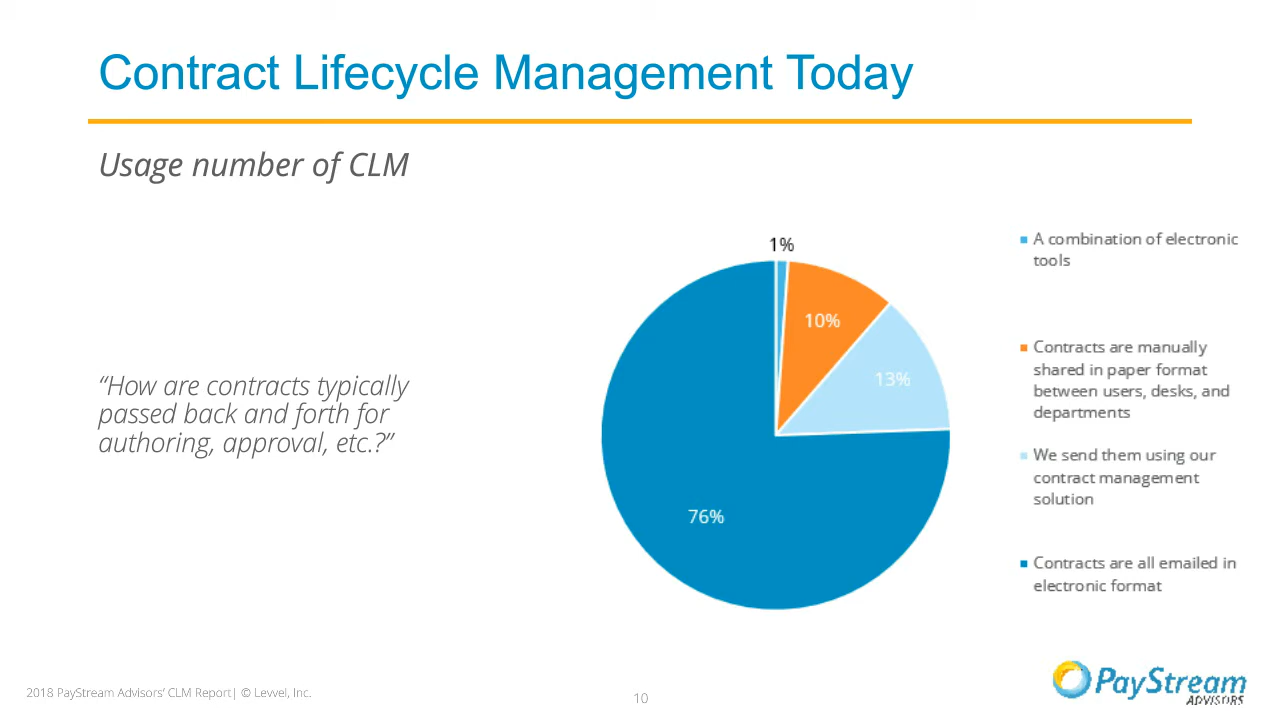 Contract Lifecycle Management Today
Usage number of CLM
“How are contracts typically
passed back and forth for
authoring, approval, etc.?”
1%
10%
13%
76%
A combination of electronic
tools
Contracts are manually
shared in paper format
between users, desks, and
departments
We send them using our
contract management
solution
Contracts are all emailed in
electronic format
2018 PayStream Advisors’ CLM Report| © Levvel, Inc.
10
PayStream
ADVISORS